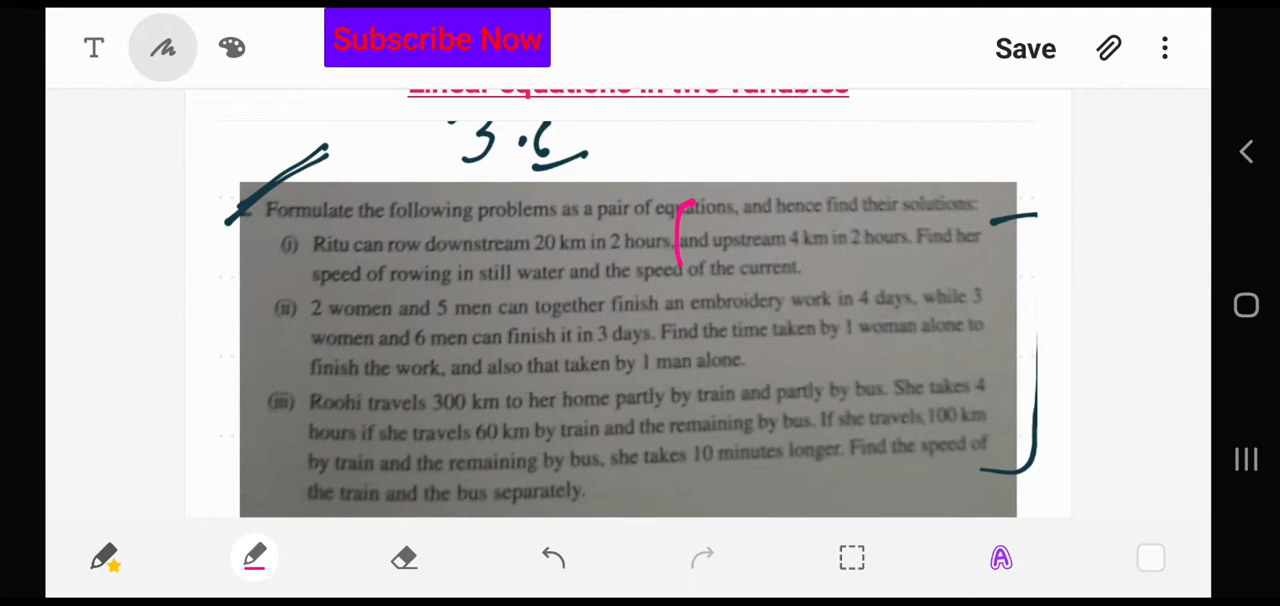 T
Subscribe Now
Save
Linear equations in two variables
3.6
Formulate the following problems as a pair of equations, and hence find their solutions:
(i) Ritu can row downstream 20 km in 2 hours, and upstream 4 km in 2 hours. Find her
speed of rowing in still water and the speed of the current.
(ii) 2 women and 5 men can together finish an embroidery work in 4 days, while 3
women and 6 men can finish it in 3 days. Find the time taken by 1 woman alone to
finish the work, and also that taken by 1 man alone.
(iii) Roohi travels 300 km to her home partly by train and partly by bus. She takes 4
hours if she travels 60 km by train and the remaining by bus. If she travels 100 km
by train and the remaining by bus, she takes 10 minutes longer. Find the speed of
the train and the bus separately.
A